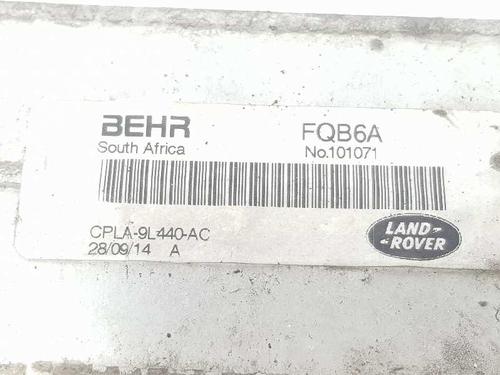 BEHR
South Africa
FQB6A
No.101071
CPLA-9L440-AC
28/09/14 A
LAND-
-ROVER